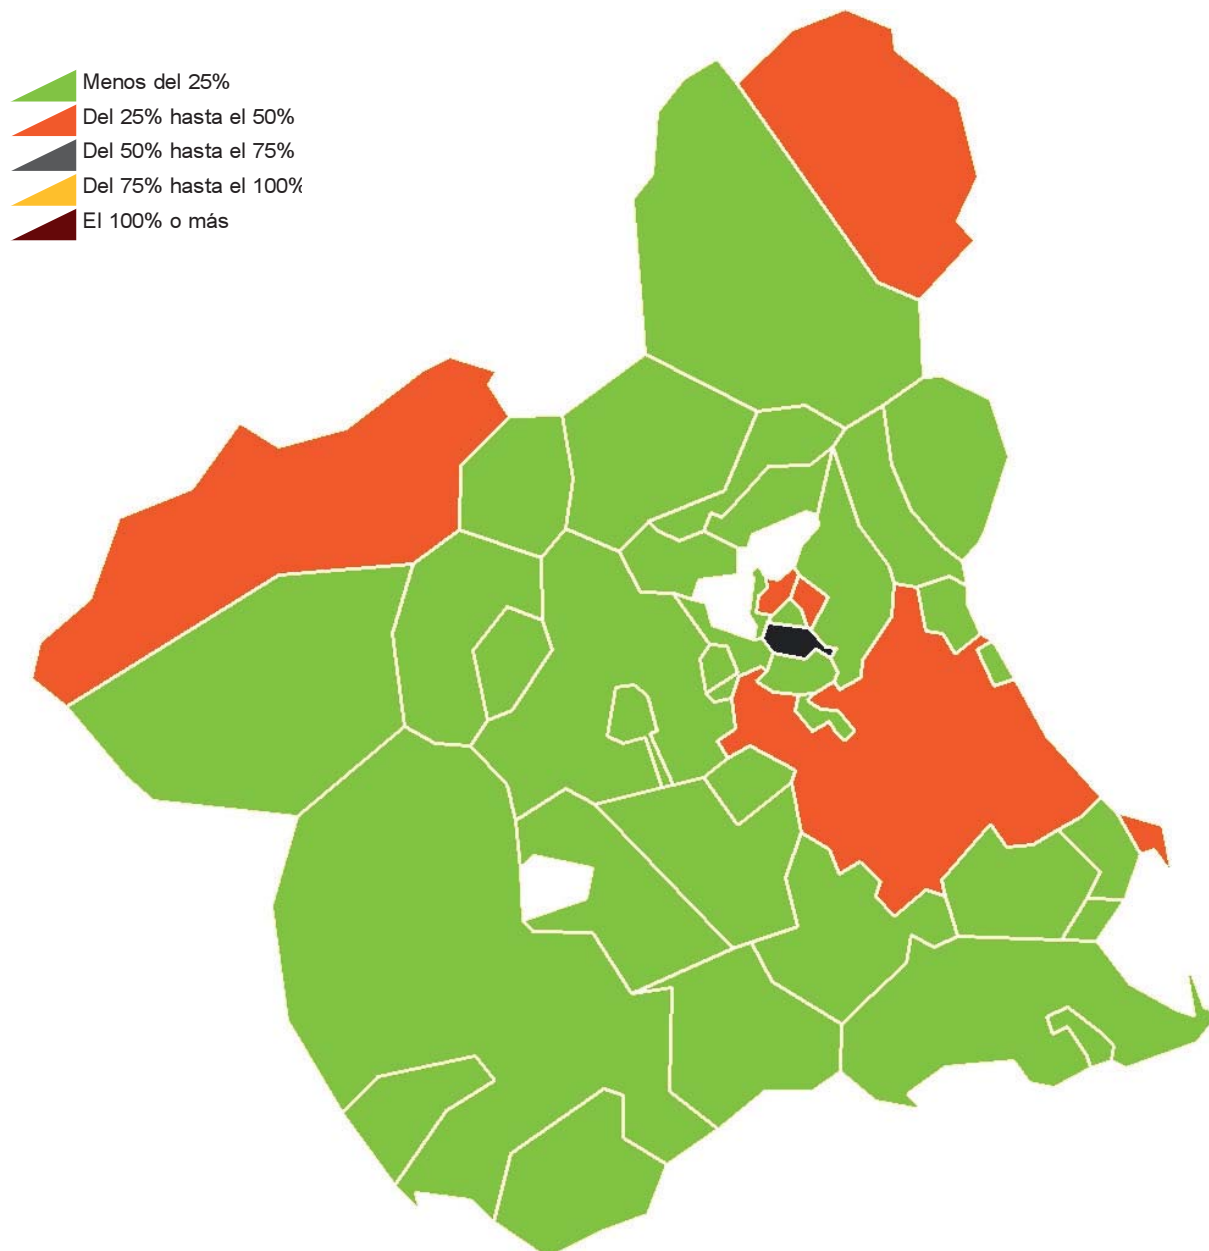 Menos del 25%
Del 25% hasta el 50%
Del 50% hasta el 75%
Del 75% hasta el 100%
El 100% o más